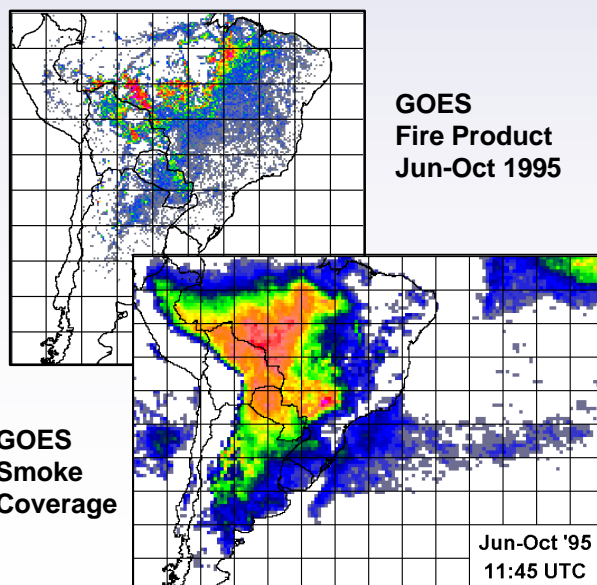 GOES
Fire Product
Jun-Oct 1995
GOES
Smoke
Coverage
Jun-Oct '95
11:45 UTC